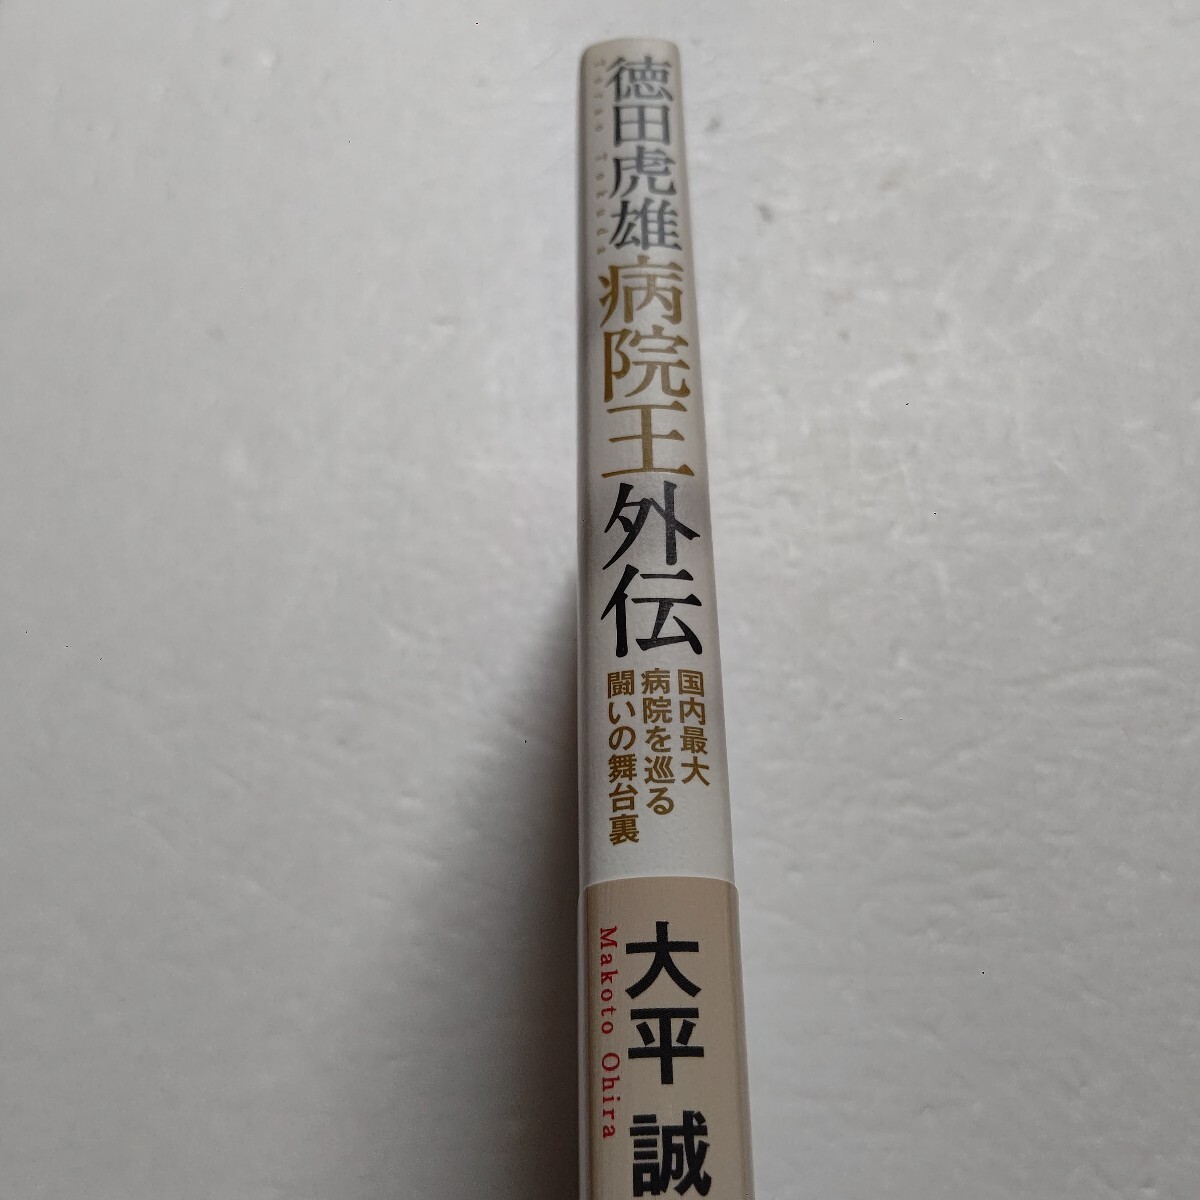 徳田虎雄
Torao Tokuda
病院王外伝
国内最大
病院を巡る
闘いの舞台裏
大平 誠
Makoto Ohira